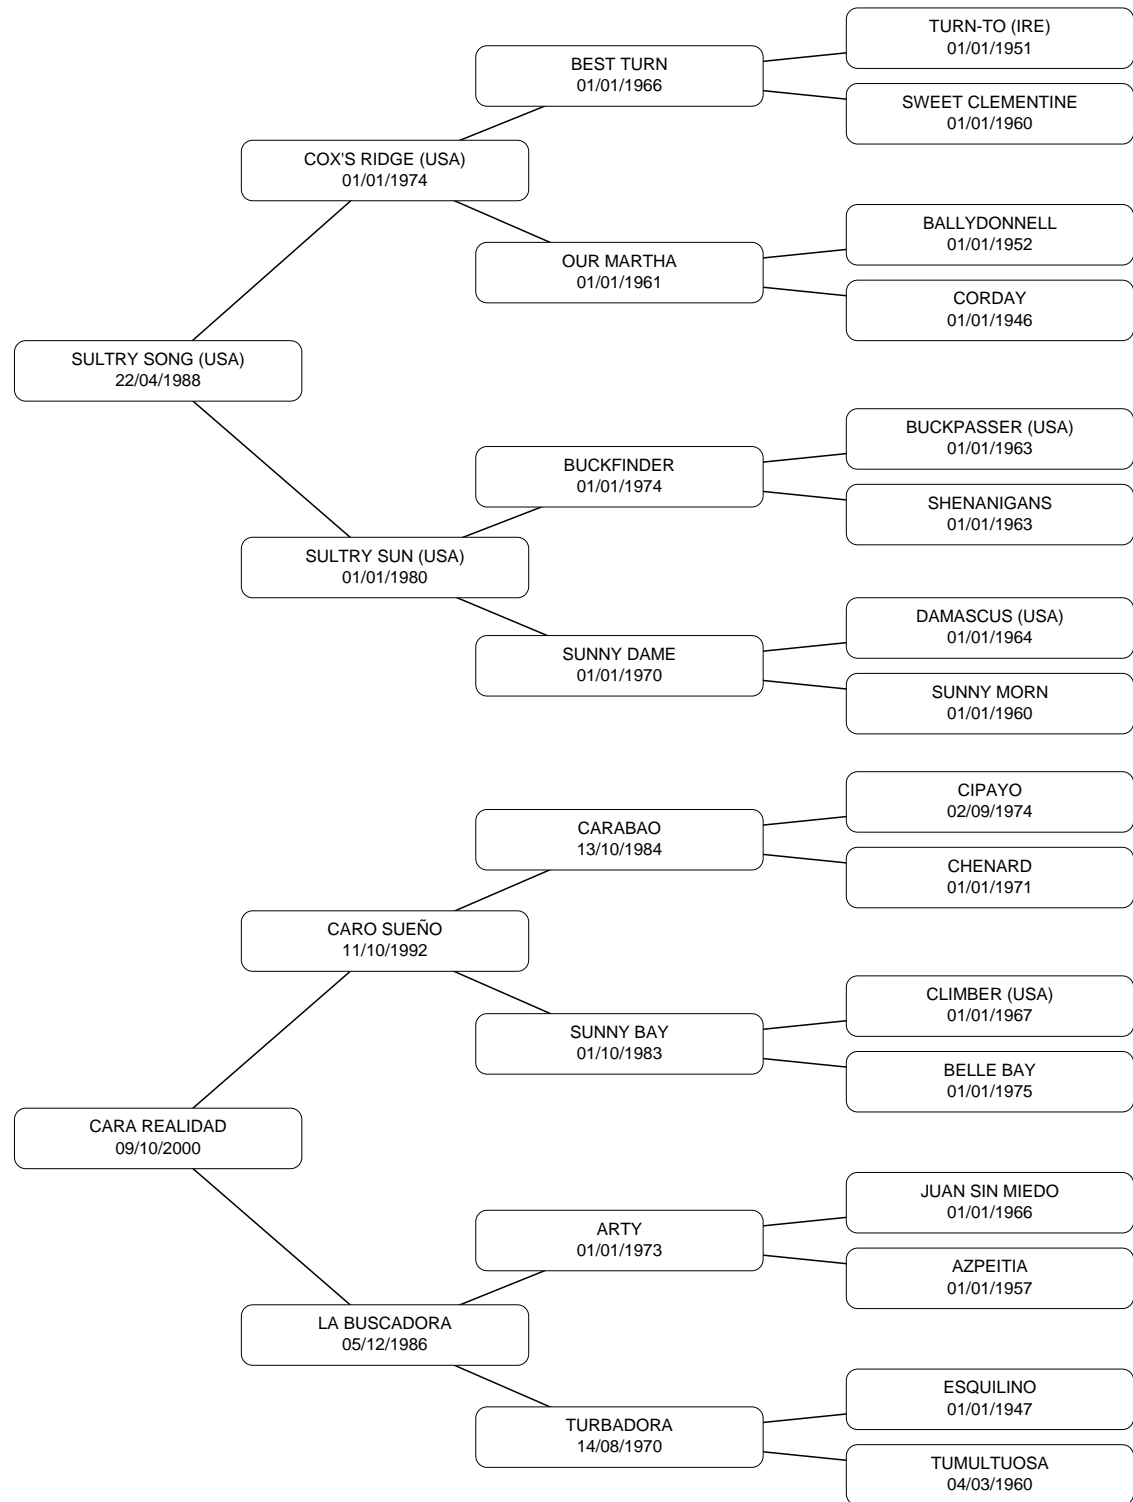 TURN-TO (IRE)
01/01/1951
BEST TURN
01/01/1966
SWEET CLEMENTINE
01/01/1960
COX'S RIDGE (USA)
01/01/1974
BALLYDONNELL
01/01/1952
OUR MARTHA
01/01/1961
CORDAY
01/01/1946
SULTRY SONG (USA)
22/04/1988
BUCKPASSER (USA)
01/01/1963
BUCKFINDER
01/01/1974
SHENANIGANS
01/01/1963
SULTRY SUN (USA)
01/01/1980
DAMASCUS (USA)
01/01/1964
SUNNY DAME
01/01/1970
SUNNY MORN
01/01/1960
CIPAYO
02/09/1974
CARABAO
13/10/1984
CHENARD
01/01/1971
CARO SUEÑO
11/10/1992
CLIMBER (USA)
01/01/1967
SUNNY BAY
01/10/1983
BELLE BAY
01/01/1975
CARA REALIDAD
09/10/2000
JUAN SIN MIEDO
01/01/1966
ARTY
01/01/1973
AZPEITIA
01/01/1957
LA BUSCADORA
05/12/1986
ESQUILINO
01/01/1947
TURBADORA
14/08/1970
TUMULTUOSA
04/03/1960